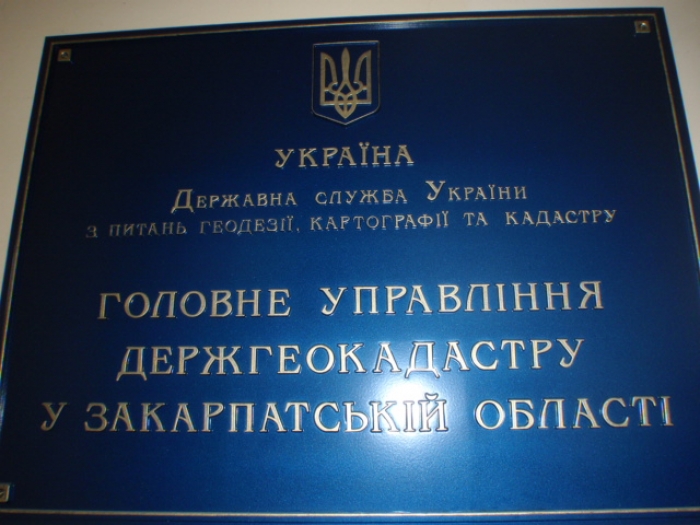 УКРАЇНА
ДЕРЖАВНА СЛУЖБА УКРАЇНИ
З ПИТАНЬ ГЕОДЕЗІЇ, КАРТОГРАФІЇ ТА КАДАСТРУ
ГОЛОВНЕ УПРАВЛІННЯ
ДЕРЖГЕОКАДАСТРУ
У ЗАКАРПАТСЬКІЙ ОБЛАСТІ